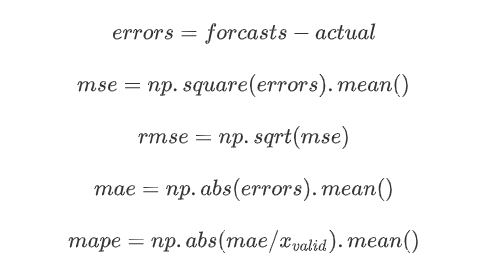 errors = forcasts − actual
mse = np.square(errors).mean()
rmse = np.sqrt(mse)
mae = np.abs(errors).mean()
mape = np.abs(mae/x_valid).mean()